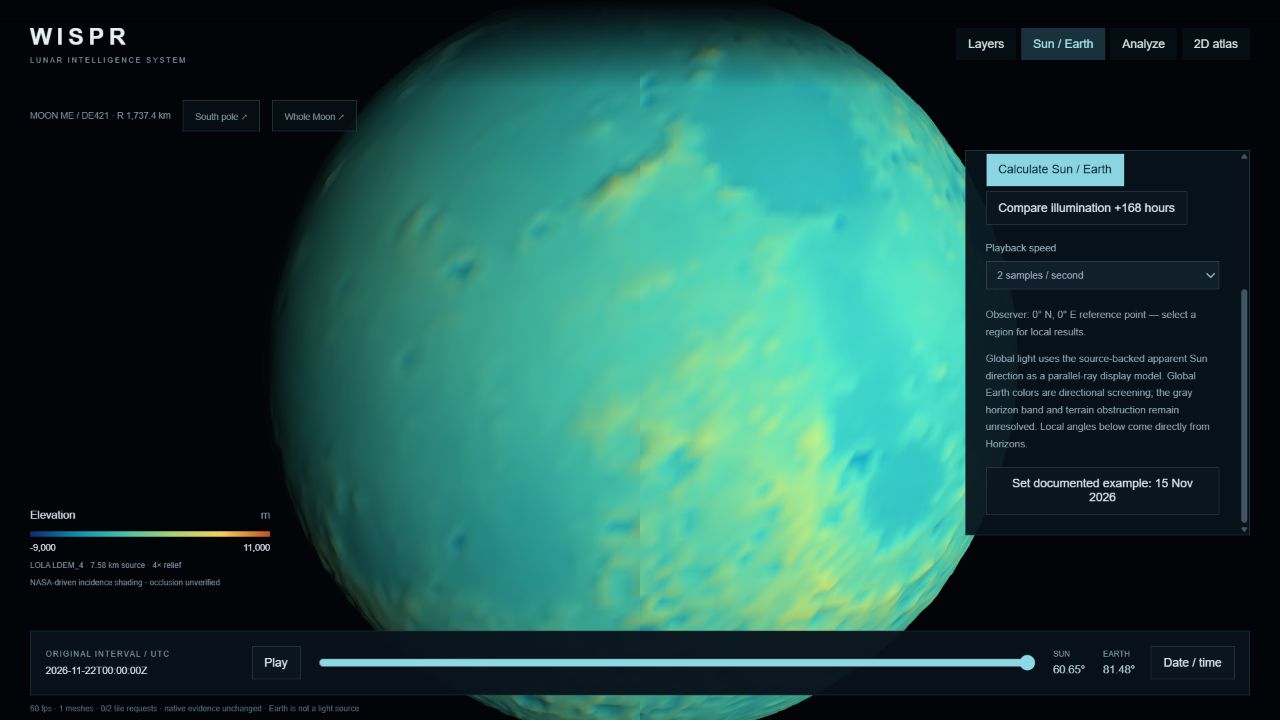 WISPR
LUNAR INTELLIGENCE SYSTEM
Layers
Sun / Earth
Analyze
2D atlas
MOON ME / DE421 · R 1,737.4 km
South pole ↗
Whole Moon ↗
Calculate Sun / Earth
Compare illumination +168 hours
Playback speed
2 samples / second
Observer: 0° N, 0° E reference point — select a
region for local results.
Global light uses the source-backed apparent Sun
direction as a parallel-ray display model. Global
Earth colors are directional screening; the gray
horizon band and terrain obstruction remain
unresolved. Local angles below come directly from
Horizons.
Set documented example: 15 Nov
2026
Elevation m
-9,000 11,000
LOLA LDEM_4 · 7.58 km source · 4× relief
NASA-driven incidence shading · occlusion unverified
ORIGINAL INTERVAL / UTC
2026-11-22T00:00:00Z
Play
SUN
60.65°
EARTH
81.48°
Date / time
60 fps · 1 meshes · 0/2 tile requests · native evidence unchanged · Earth is not a light source